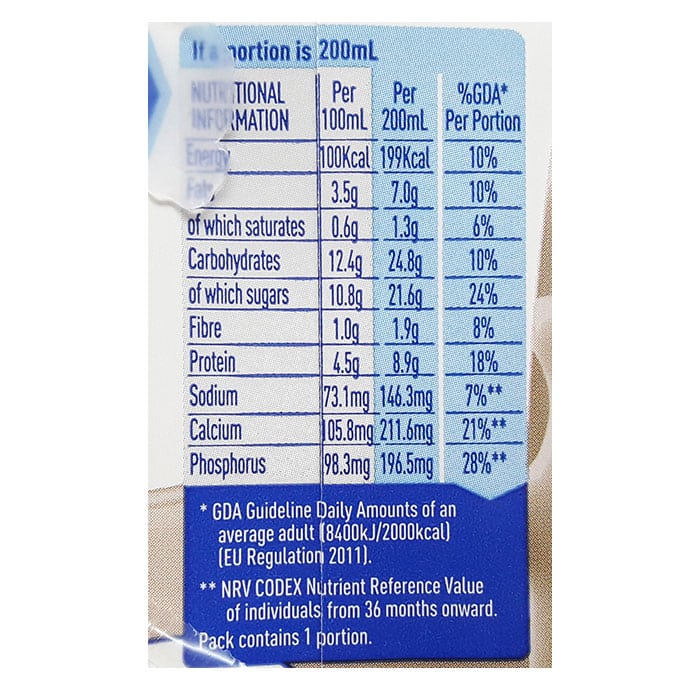 If a portion is 200mL
NUTRITIONAL INFORMATION Per 100mL Per 200mL %GDA* Per Portion
Energy 100Kcal 199Kcal 10%
Fats 3.5g 7.0g 10%
of which saturates 0.6g 1.3g 6%
Carbohydrates 12.4g 24.8g 10%
of which sugars 10.8g 21.6g 24%
Fibre 1.0g 1.9g 8%
Protein 4.5g 8.9g 18%
Sodium 73.1mg 146.3mg 7%**
Calcium 105.8mg 211.6mg 21%**
Phosphorus 98.3mg 196.5mg 28%**
* GDA Guideline Daily Amounts of an
average adult (8400kJ/2000kcal)
(EU Regulation 2011).
** NRV CODEX Nutrient Reference Value
of individuals from 36 months onward.
Pack contains 1 portion.